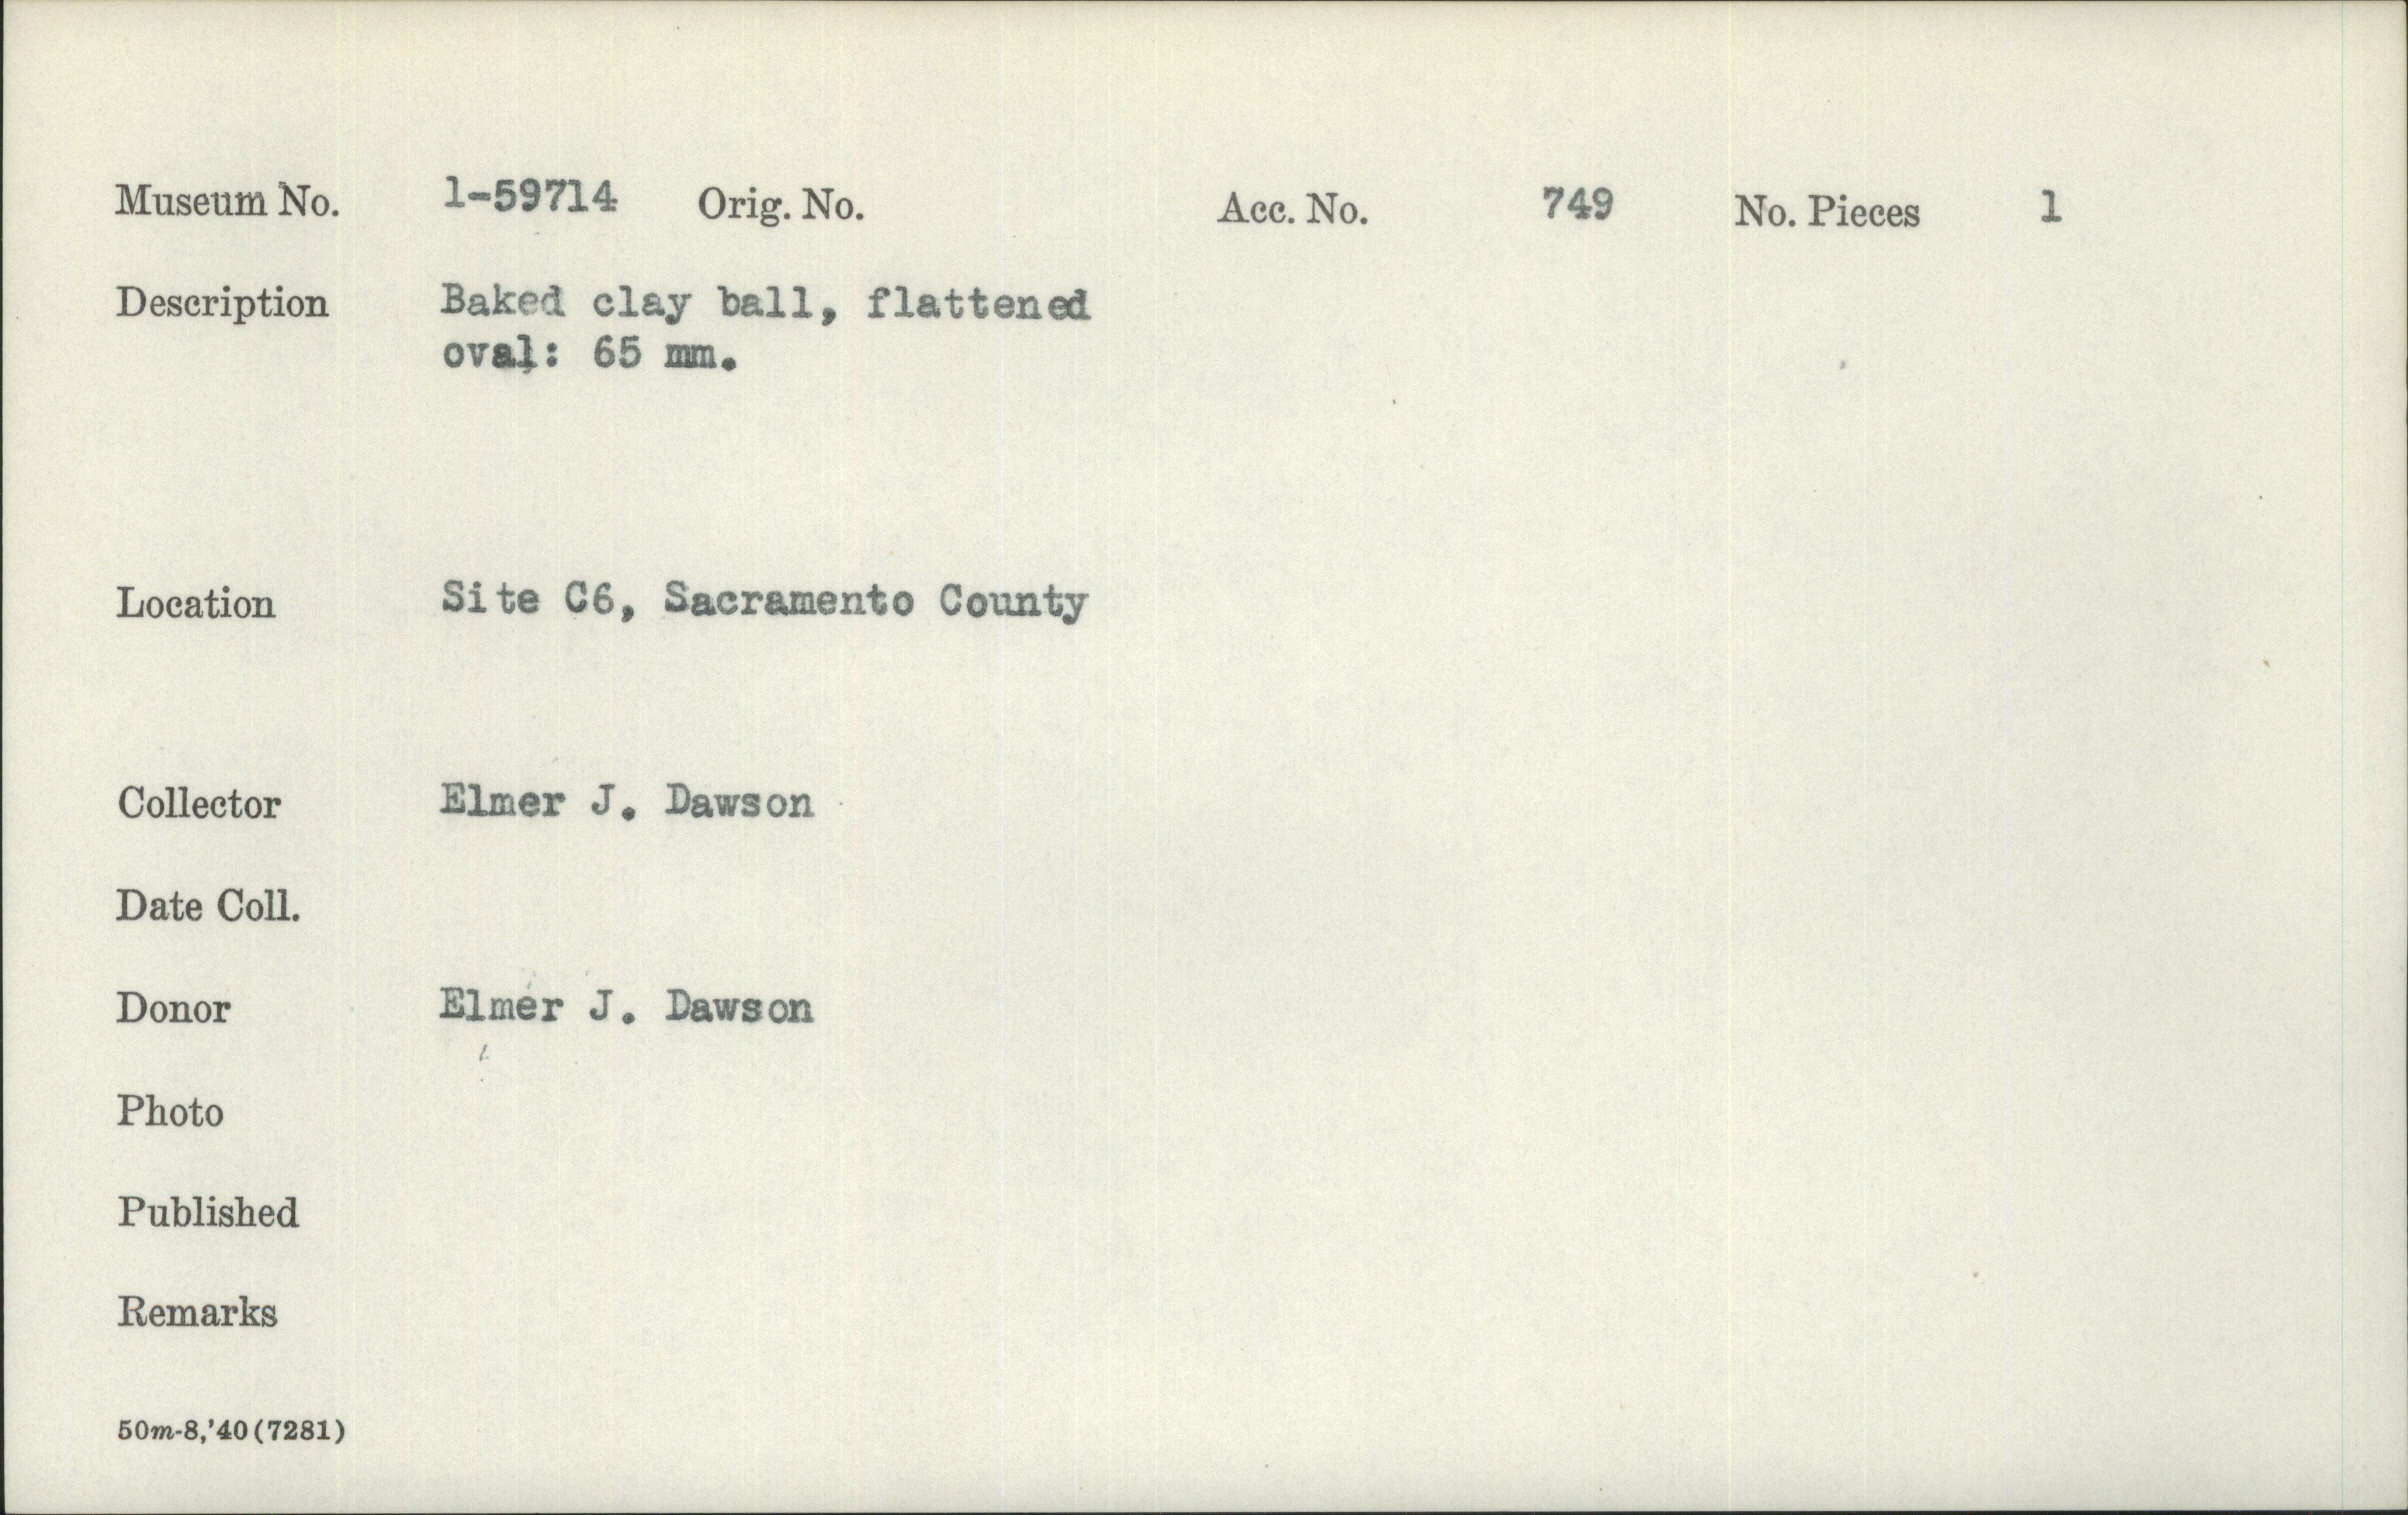 Museum No. 1-59714 Orig. No. Acc. No. 749 No. Pieces 1
Description Baked clay ball, flattened
oval: 65 mm.
Location Site C6, Sacramento County
Collector Elmer J. Dawson
Date Coll.
Donor Elmer J. Dawson
Photo
Published
Remarks
50m-8,'40(7281)